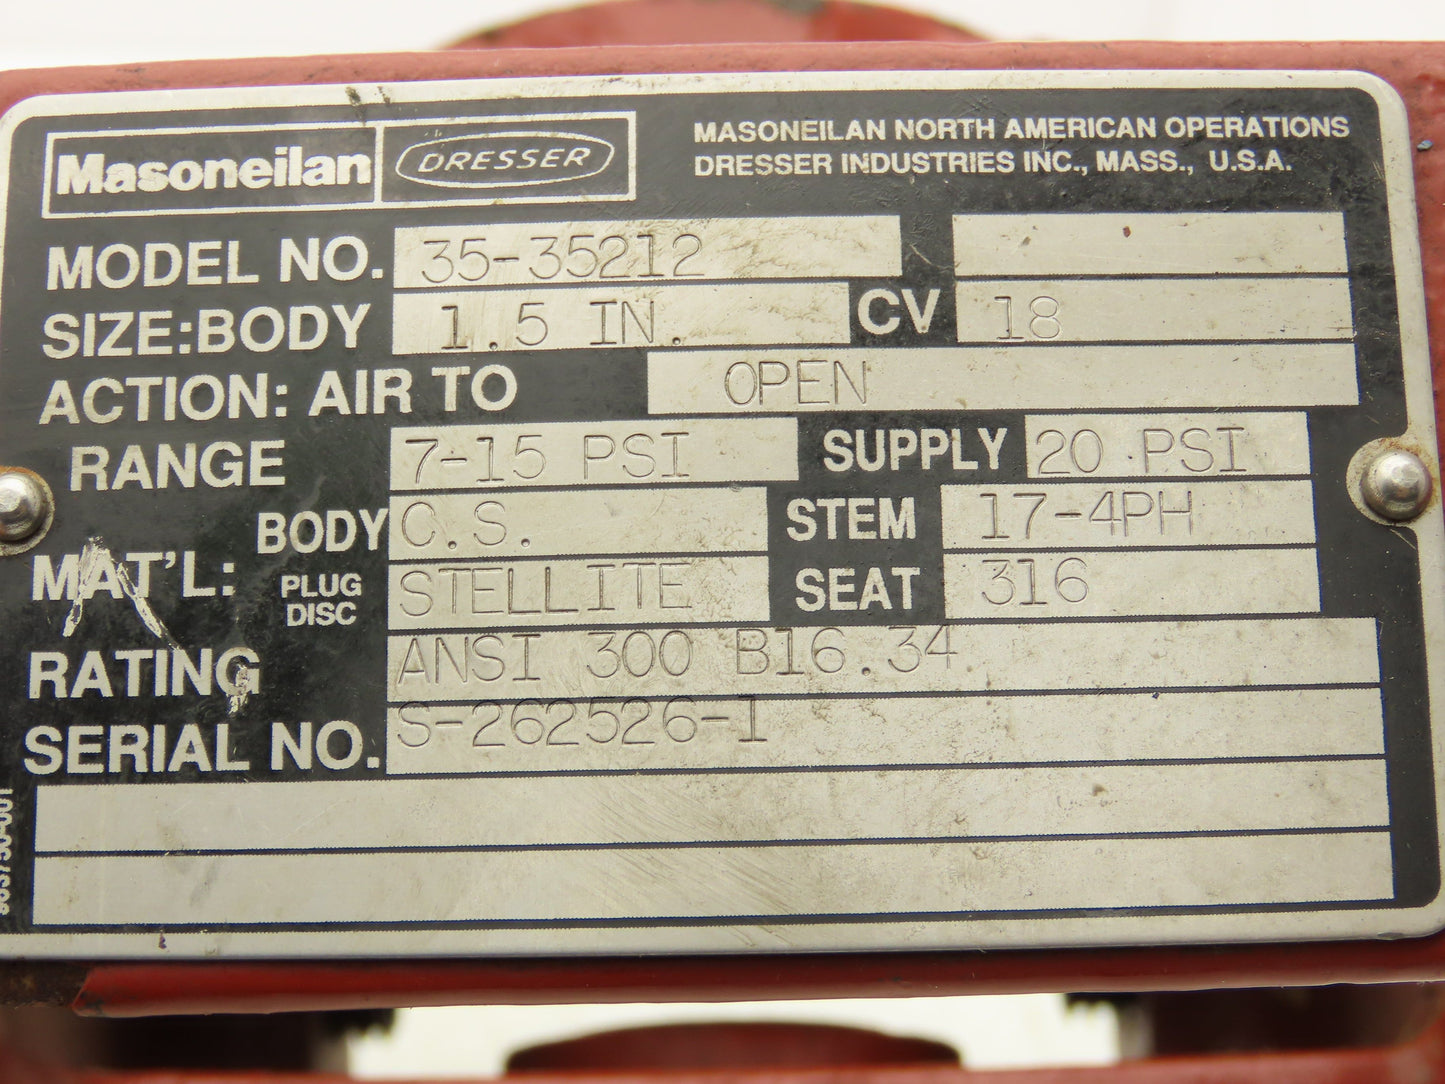 Masoneilan DRESSER
MASONEILAN NORTH AMERICAN OPERATIONS
DRESSER INDUSTRIES INC., MASS., U.S.A.
MODEL NO. 35-35212
SIZE:BODY 1.5 IN. CV 18
ACTION: AIR TO OPEN
RANGE 7-15 PSI SUPPLY 20 PSI
MAT'L: BODY C.S. STEM 17-4PH
PLUG DISC STELLITE SEAT 316
RATING ANSI 300 B16.34
SERIAL NO. S-262526-1